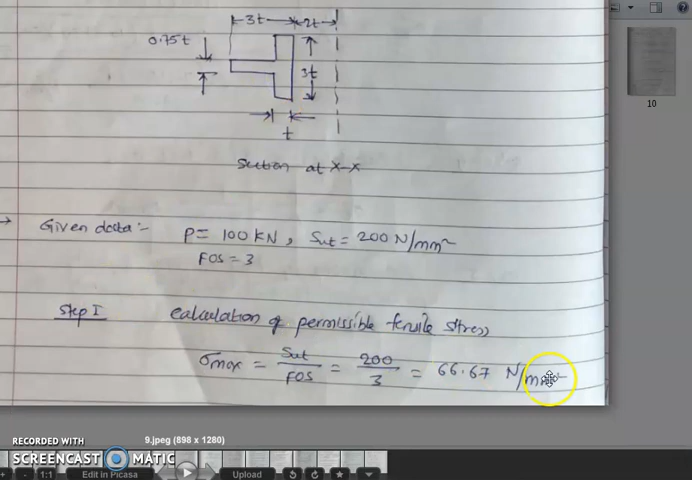 3t 2t
0.75t
3t
t
Section at X-X
Given data:- P = 100 KN, Sut = 200 N/mm²
FOS = 3
Step I calculation of permissible tensile stress
σmax = Sut/FOS = 200/3 = 66.67 N/mm²
10
RECORDED WITH
SCREENCAST MATIC
9.jpeg (898 x 1280)
1:1 Edit in Picasa Upload